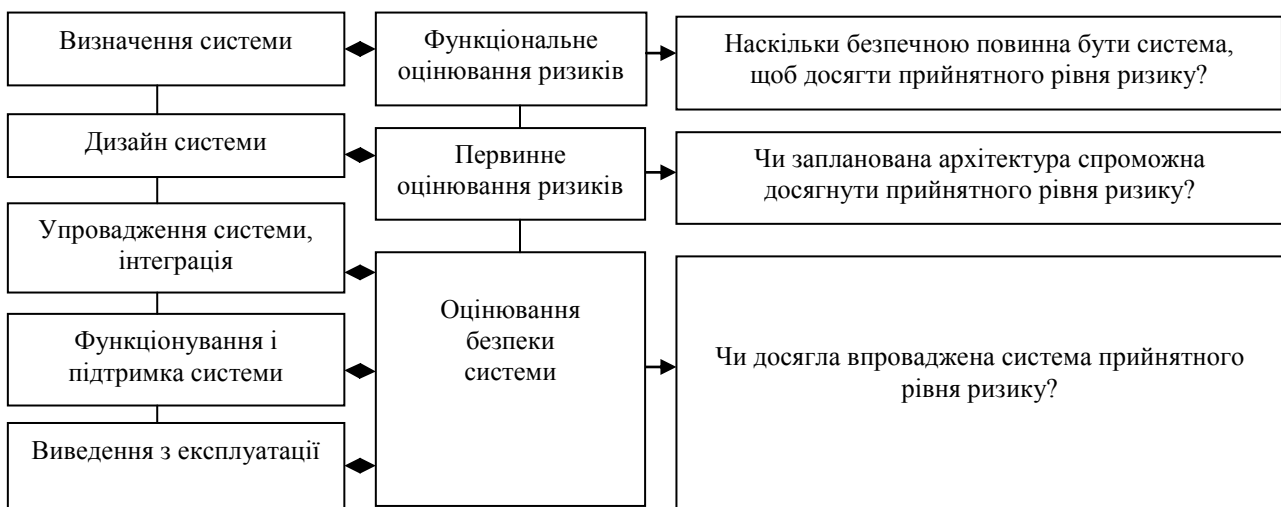 Визначення системи
Функціональне
оцінювання ризиків
Наскільки безпечною повинна бути система,
щоб досягти прийнятного рівня ризику?
Дизайн системи
Первинне
оцінювання ризиків
Чи запланована архітектура спроможна
досягнути прийнятного рівня ризику?
Упровадження системи,
інтеграція
Функціонування і
підтримка системи
Виведення з експлуатації
Оцінювання
безпеки
системи
Чи досягла впроваджена система прийнятного
рівня ризику?